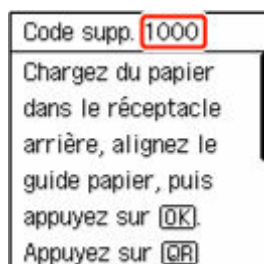 Code supp. 1000
Chargez du papier
dans le réceptacle
arrière, alignez le
guide papier, puis
appuyez sur OK.
Appuyez sur QR